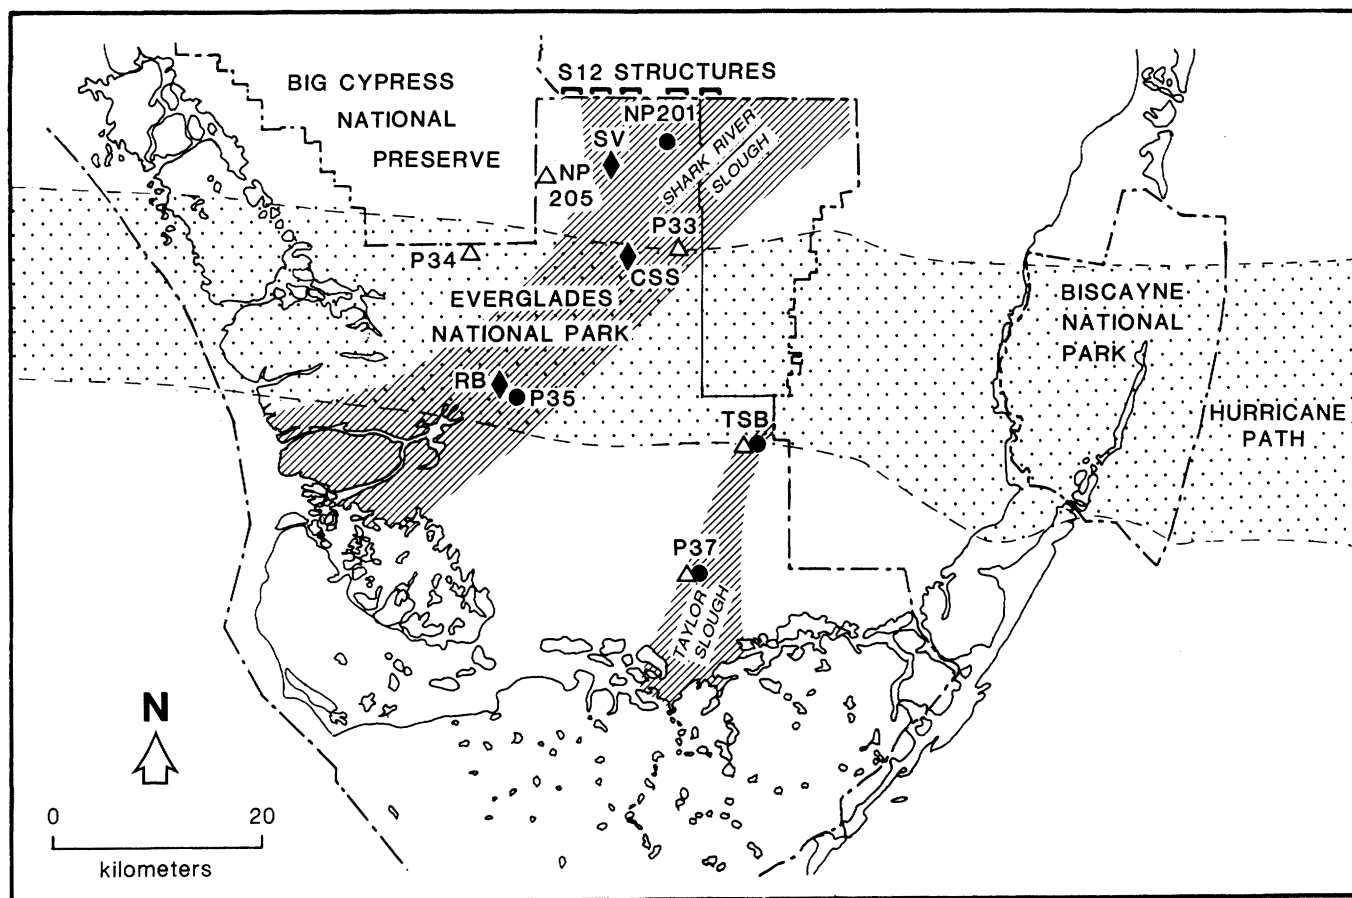 S12 STRUCTURES
BIG CYPRESS
NATIONAL
PRESERVE
NP201
SV
NP
205
SHARK RIVER
SLOUGH
P33
P34
CSS
EVERGLADES
NATIONAL PARK
BISCAYNE
NATIONAL
PARK
RB
P35
TSB
HURRICANE
PATH
P37
TAYLOR
SLOUGH
N
0 20
kilometers